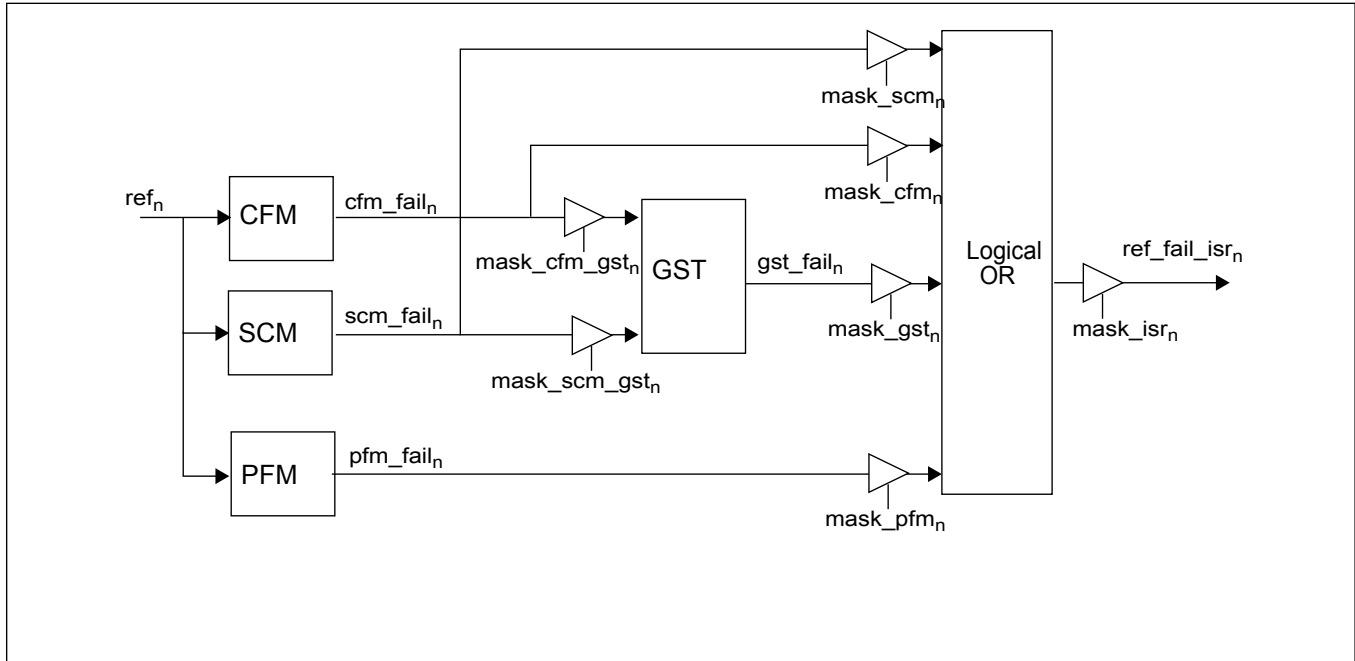 mask_scmₙ
mask_cfmₙ
refₙ
CFM
cfm_failₙ
mask_cfm_gstₙ
GST
gst_failₙ
mask_gstₙ
Logical
OR
ref_fail_isrₙ
mask_isrₙ
SCM
scm_failₙ
mask_scm_gstₙ
PFM
pfm_failₙ
mask_pfmₙ